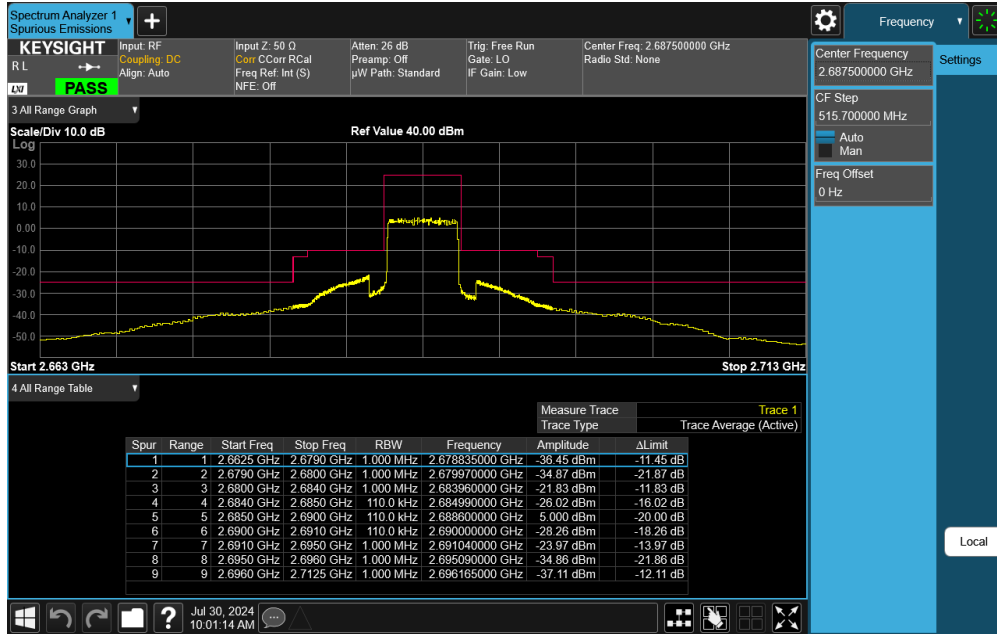 Spectrum Analyzer 1
Spurious Emissions
+
Frequency
KEYSIGHT
R L
LXI
PASS
Input: RF
Coupling: DC
Align: Auto
Input Z: 50 Ω
Corr CCorr RCal
Freq Ref: Int (S)
NFE: Off
Atten: 26 dB
Preamp: Off
µW Path: Standard
Trig: Free Run
Gate: LO
IF Gain: Low
Center Freq: 2.687500000 GHz
Radio Std: None
Center Frequency
2.687500000 GHz
Settings
CF Step
515.700000 MHz
Auto
Man
Freq Offset
0 Hz
Local
3 All Range Graph
Scale/Div 10.0 dB
Ref Value 40.00 dBm
Log
30.0
20.0
10.0
0.00
-10.0
-20.0
-30.0
-40.0
-50.0
Start 2.663 GHz
Stop 2.713 GHz
4 All Range Table
Measure Trace Trace 1
Trace Type Trace Average (Active)
Spur Range Start Freq Stop Freq RBW Frequency Amplitude ΔLimit
1 1 2.6625 GHz 2.6790 GHz 1.000 MHz 2.678835000 GHz -36.45 dBm -11.45 dB
2 2 2.6790 GHz 2.6800 GHz 1.000 MHz 2.679970000 GHz -34.87 dBm -21.87 dB
3 3 2.6800 GHz 2.6840 GHz 1.000 MHz 2.683960000 GHz -21.83 dBm -11.83 dB
4 4 2.6840 GHz 2.6850 GHz 110.0 kHz 2.684990000 GHz -26.02 dBm -16.02 dB
5 5 2.6850 GHz 2.6900 GHz 110.0 kHz 2.688600000 GHz 5.000 dBm -20.00 dB
6 6 2.6900 GHz 2.6910 GHz 110.0 kHz 2.690000000 GHz -28.26 dBm -18.26 dB
7 7 2.6910 GHz 2.6950 GHz 1.000 MHz 2.691040000 GHz -23.97 dBm -13.97 dB
8 8 2.6950 GHz 2.6960 GHz 1.000 MHz 2.695090000 GHz -34.86 dBm -21.86 dB
9 9 2.6960 GHz 2.7125 GHz 1.000 MHz 2.696165000 GHz -37.11 dBm -12.11 dB
?
Jul 30, 2024
10:01:14 AM